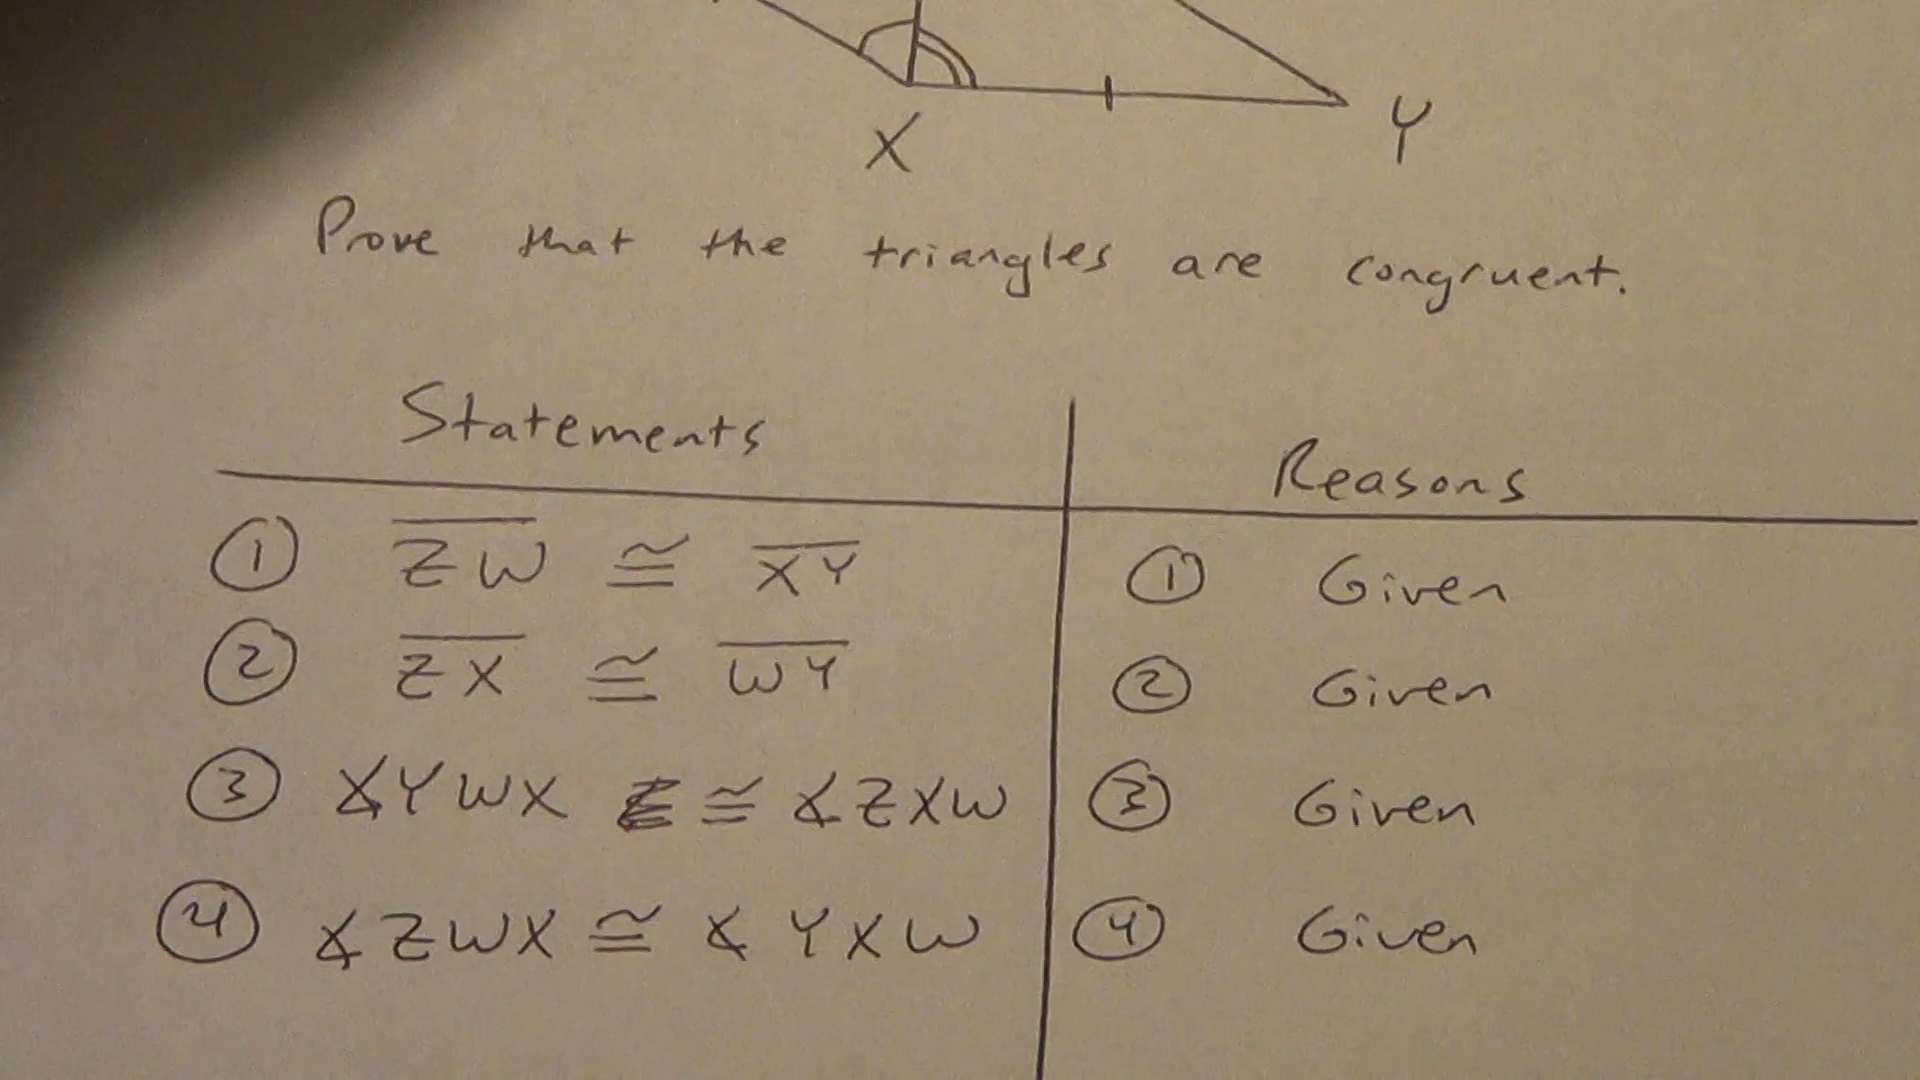 X Y
Prove that the triangles are congruent.
Statements Reasons
① ZW ≅ XY ① Given
② ZX ≅ WY ② Given
③ ∡YWX ≅ ∡ZXW ③ Given
④ ∡ZWX ≅ ∡YXW ④ Given